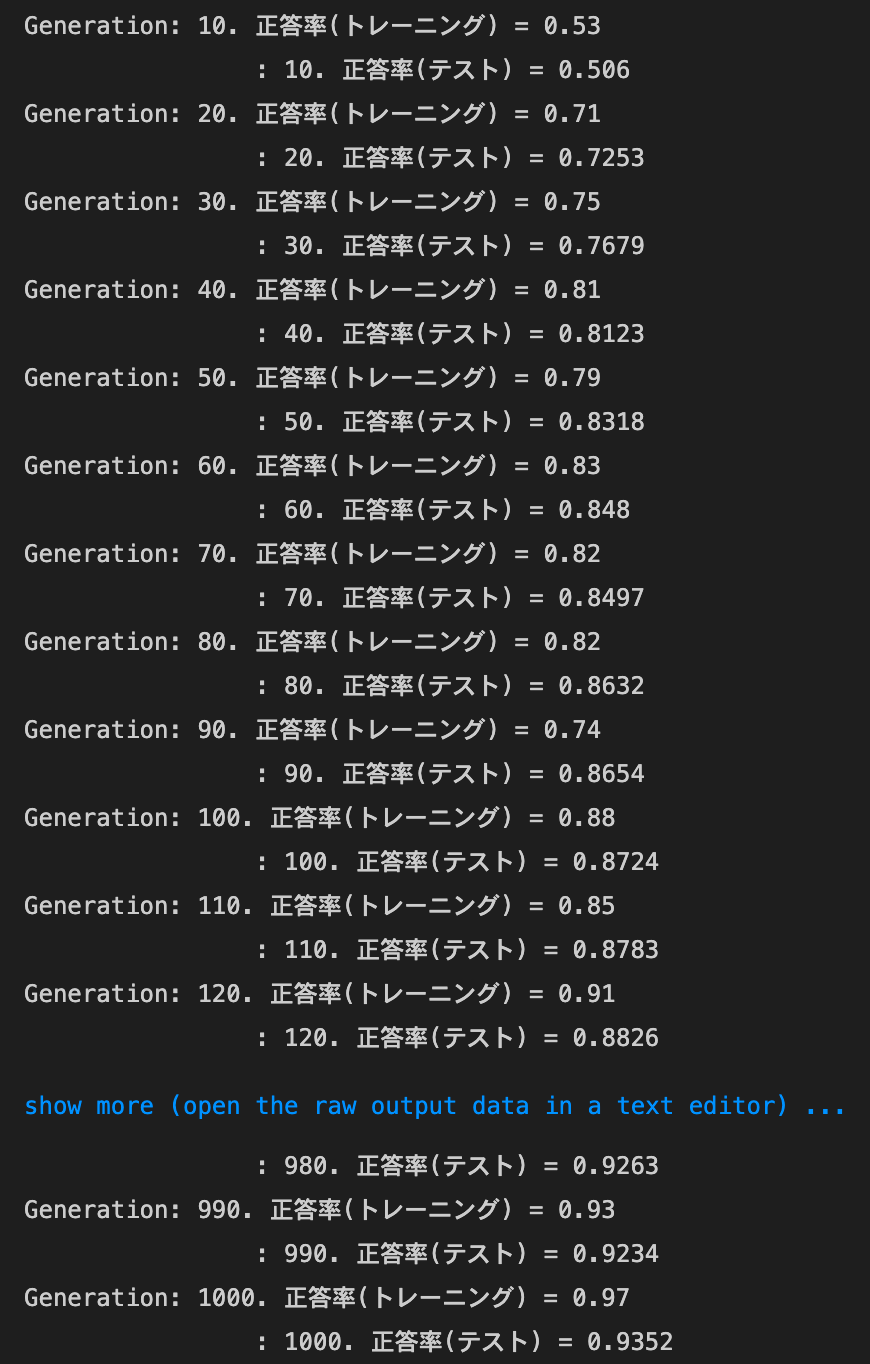 Generation: 10. 正答率(トレーニング) = 0.53
: 10. 正答率(テスト) = 0.506
Generation: 20. 正答率(トレーニング) = 0.71
: 20. 正答率(テスト) = 0.7253
Generation: 30. 正答率(トレーニング) = 0.75
: 30. 正答率(テスト) = 0.7679
Generation: 40. 正答率(トレーニング) = 0.81
: 40. 正答率(テスト) = 0.8123
Generation: 50. 正答率(トレーニング) = 0.79
: 50. 正答率(テスト) = 0.8318
Generation: 60. 正答率(トレーニング) = 0.83
: 60. 正答率(テスト) = 0.848
Generation: 70. 正答率(トレーニング) = 0.82
: 70. 正答率(テスト) = 0.8497
Generation: 80. 正答率(トレーニング) = 0.82
: 80. 正答率(テスト) = 0.8632
Generation: 90. 正答率(トレーニング) = 0.74
: 90. 正答率(テスト) = 0.8654
Generation: 100. 正答率(トレーニング) = 0.88
: 100. 正答率(テスト) = 0.8724
Generation: 110. 正答率(トレーニング) = 0.85
: 110. 正答率(テスト) = 0.8783
Generation: 120. 正答率(トレーニング) = 0.91
: 120. 正答率(テスト) = 0.8826
show more (open the raw output data in a text editor) ...
: 980. 正答率(テスト) = 0.9263
Generation: 990. 正答率(トレーニング) = 0.93
: 990. 正答率(テスト) = 0.9234
Generation: 1000. 正答率(トレーニング) = 0.97
: 1000. 正答率(テスト) = 0.9352